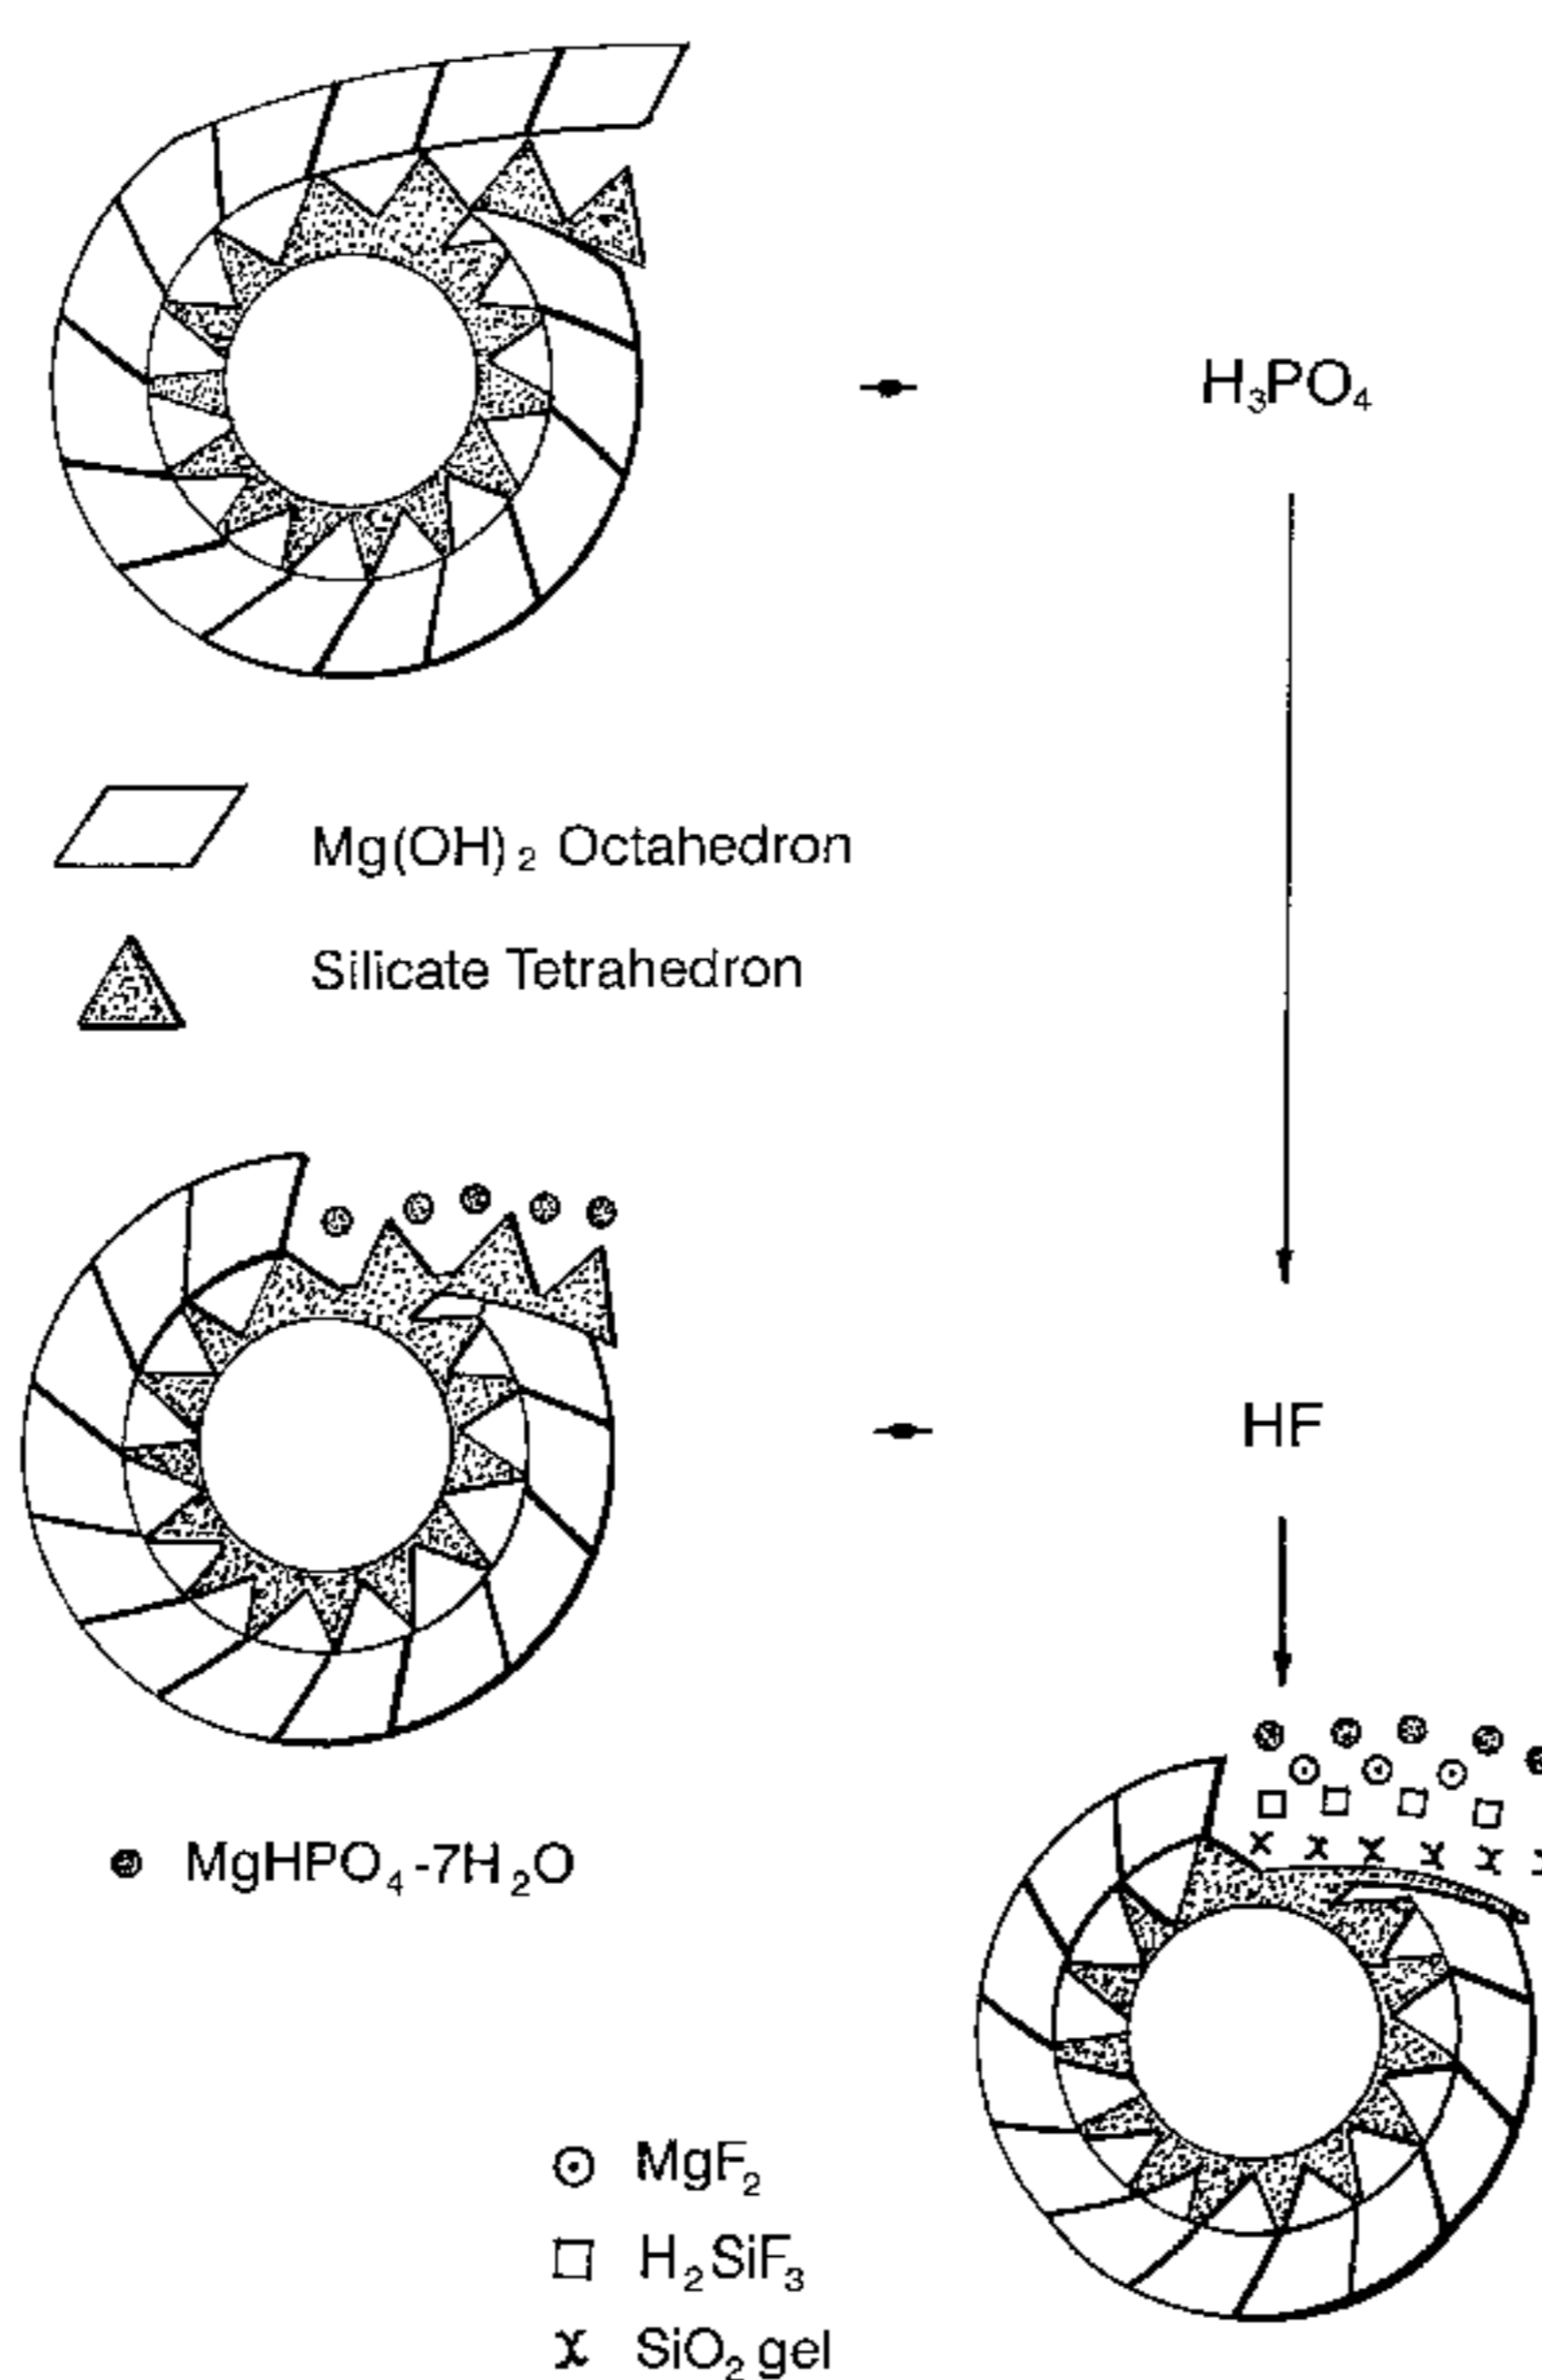 H₃PO₄
Mg(OH)₂ Octahedron
Silicate Tetrahedron
HF
MgHPO₄-7H₂O
MgF₂
H₂SiF₃
SiO₂ gel